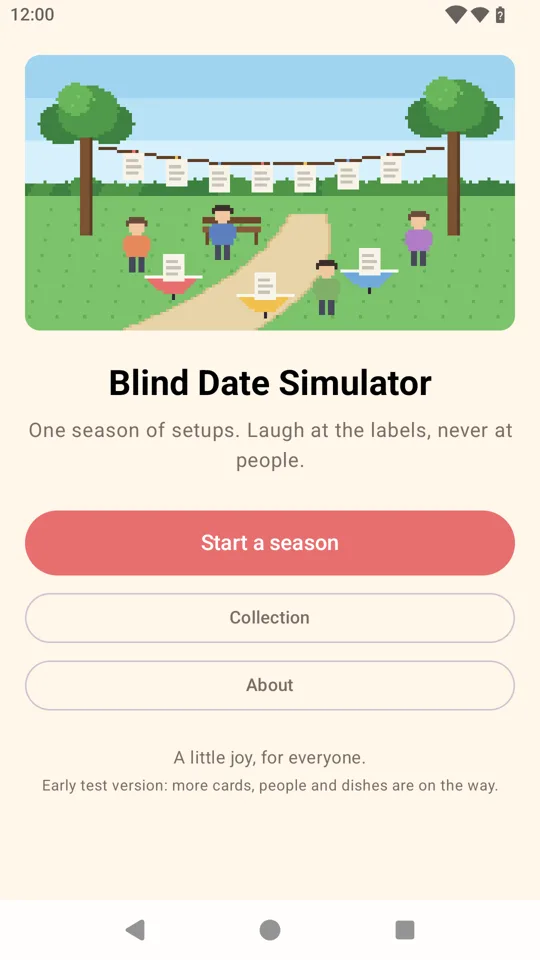 12:00
Blind Date Simulator
One season of setups. Laugh at the labels, never at
people.
Start a season
Collection
About
A little joy, for everyone.
Early test version: more cards, people and dishes are on the way.